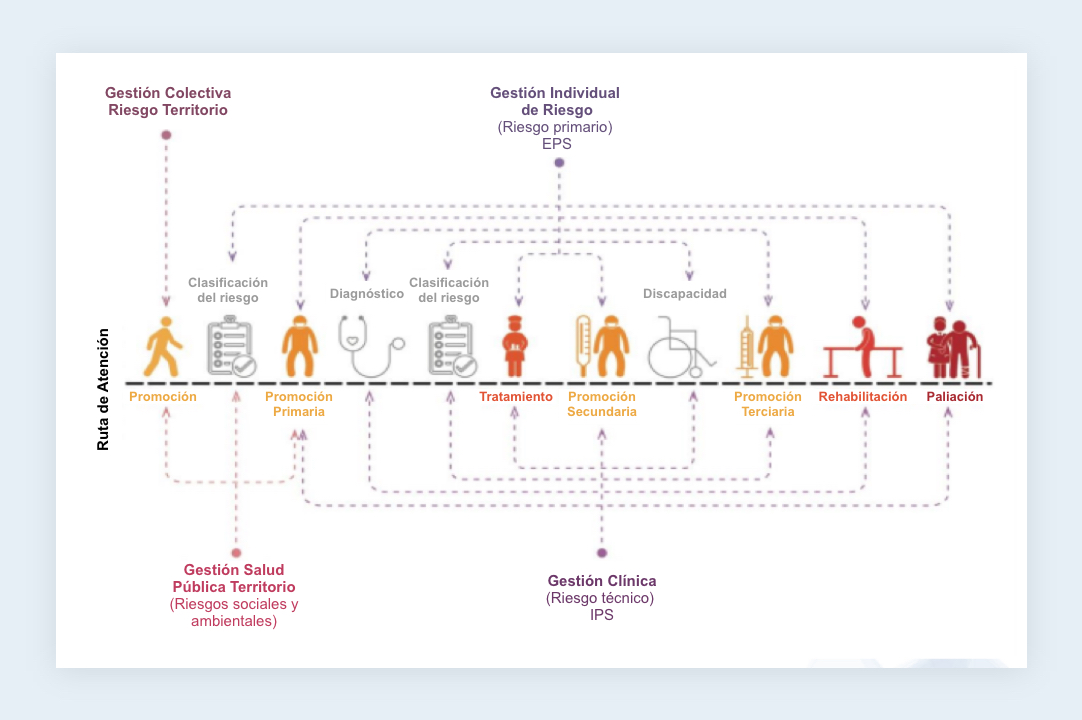 Gestión Colectiva
Riesgo Territorio
Gestión Individual
de Riesgo
(Riesgo primario)
EPS
Clasificación
del riesgo
Diagnóstico
Clasificación
del riesgo
Discapacidad
Ruta de Atención
Promoción
Promoción
Primaria
Tratamiento
Promoción
Secundaria
Promoción
Terciaria
Rehabilitación
Paliación
Gestión Salud
Pública Territorio
(Riesgos sociales y
ambientales)
Gestión Clínica
(Riesgo técnico)
IPS